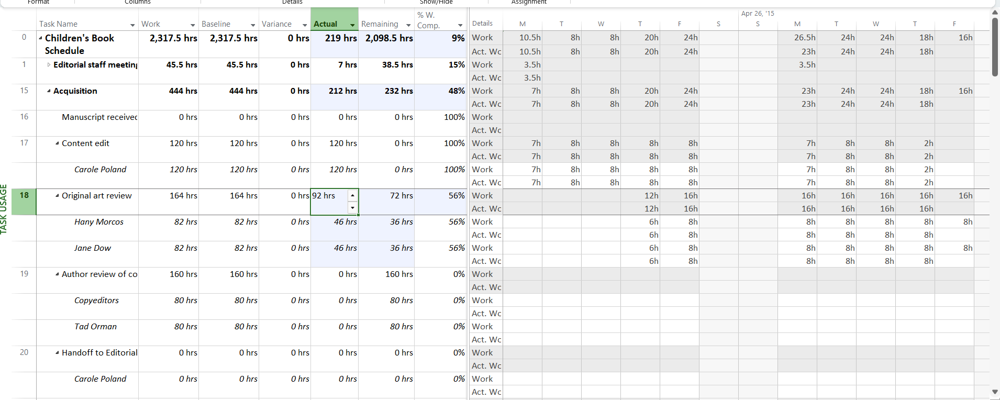 Format Columns Details Show/Hide Assignment
Task Name Work Baseline Variance Actual Remaining % W. Comp. Details
Apr 26, '15
M T W T F S S M T W T F
0 Children's Book Schedule 2,317.5 hrs 2,317.5 hrs 0 hrs 219 hrs 2,098.5 hrs 9% Work 10.5h 8h 8h 20h 24h 26.5h 24h 24h 18h 16h
Act. Wc 10.5h 8h 8h 20h 24h 23h 24h 24h 18h
1 Editorial staff meeting 45.5 hrs 45.5 hrs 0 hrs 7 hrs 38.5 hrs 15% Work 3.5h 3.5h
Act. Wc 3.5h
15 Acquisition 444 hrs 444 hrs 0 hrs 212 hrs 232 hrs 48% Work 7h 8h 8h 20h 24h 23h 24h 24h 18h 16h
Act. Wc 7h 8h 8h 20h 24h 23h 24h 24h 18h
16 Manuscript received 0 hrs 0 hrs 0 hrs 0 hrs 0 hrs 100% Work
Act. Wc
17 Content edit 120 hrs 120 hrs 0 hrs 120 hrs 0 hrs 100% Work 7h 8h 8h 8h 8h 7h 8h 8h 2h
Act. Wc 7h 8h 8h 8h 8h 7h 8h 8h 2h
Carole Poland 120 hrs 120 hrs 0 hrs 120 hrs 0 hrs 100% Work 7h 8h 8h 8h 8h 7h 8h 8h 2h
Act. Wc 7h 8h 8h 8h 8h 7h 8h 8h 2h
18 Original art review 164 hrs 164 hrs 0 hrs 92 hrs 72 hrs 56% Work 12h 16h 16h 16h 16h 16h 16h
Act. Wc 12h 16h 16h 16h 16h 16h
Hany Morcos 82 hrs 82 hrs 0 hrs 46 hrs 36 hrs 56% Work 6h 8h 8h 8h 8h 8h 8h
Act. Wc 6h 8h 8h 8h 8h 8h
Jane Dow 82 hrs 82 hrs 0 hrs 46 hrs 36 hrs 56% Work 6h 8h 8h 8h 8h 8h 8h
Act. Wc 6h 8h 8h 8h 8h 8h
19 Author review of co 160 hrs 160 hrs 0 hrs 0 hrs 160 hrs 0% Work
Act. Wc
Copyeditors 80 hrs 80 hrs 0 hrs 0 hrs 80 hrs 0% Work
Act. Wc
Tad Orman 80 hrs 80 hrs 0 hrs 0 hrs 80 hrs 0% Work
Act. Wc
20 Handoff to Editorial 0 hrs 0 hrs 0 hrs 0 hrs 0 hrs 0% Work
Act. Wc
Carole Poland 0 hrs 0 hrs 0 hrs 0 hrs 0 hrs 0% Work
Act. Wc
TASK USAGE